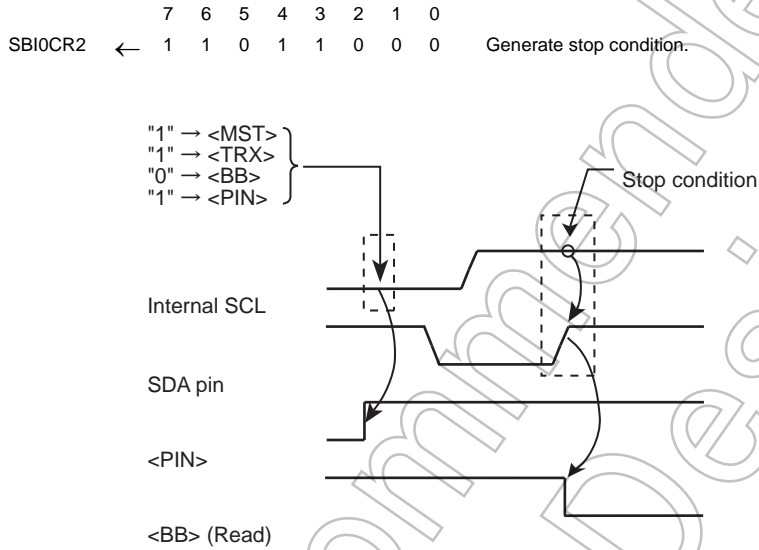 7 6 5 4 3 2 1 0
SBI0CR2 ← 1 1 0 1 1 0 0 0 Generate stop condition.
"1" → <MST>
"1" → <TRX>
"0" → <BB>
"1" → <PIN>
Stop condition
Internal SCL
SDA pin
<PIN>
<BB> (Read)